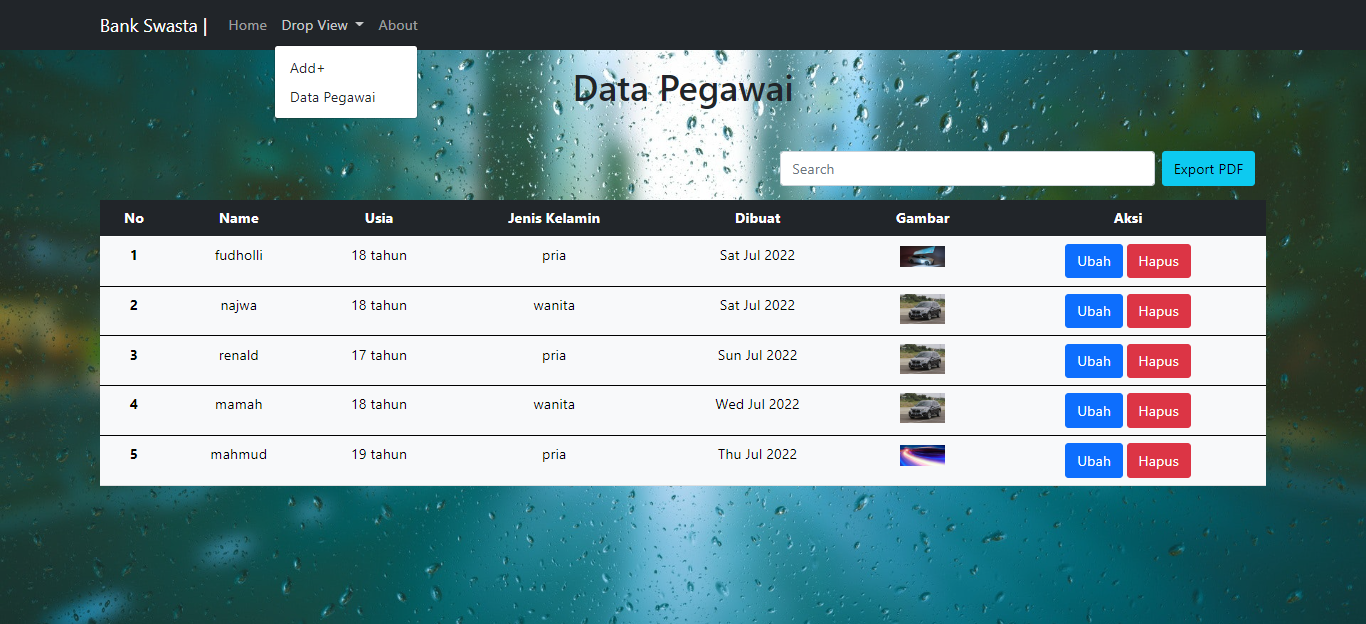 Bank Swasta | Home Drop View About
Add+
Data Pegawai
Data Pegawai
Search Export PDF
No Name Usia Jenis Kelamin Dibuat Gambar Aksi
1 fudholli 18 tahun pria Sat Jul 2022 Ubah Hapus
2 najwa 18 tahun wanita Sat Jul 2022 Ubah Hapus
3 renald 17 tahun pria Sun Jul 2022 Ubah Hapus
4 mamah 18 tahun wanita Wed Jul 2022 Ubah Hapus
5 mahmud 19 tahun pria Thu Jul 2022 Ubah Hapus